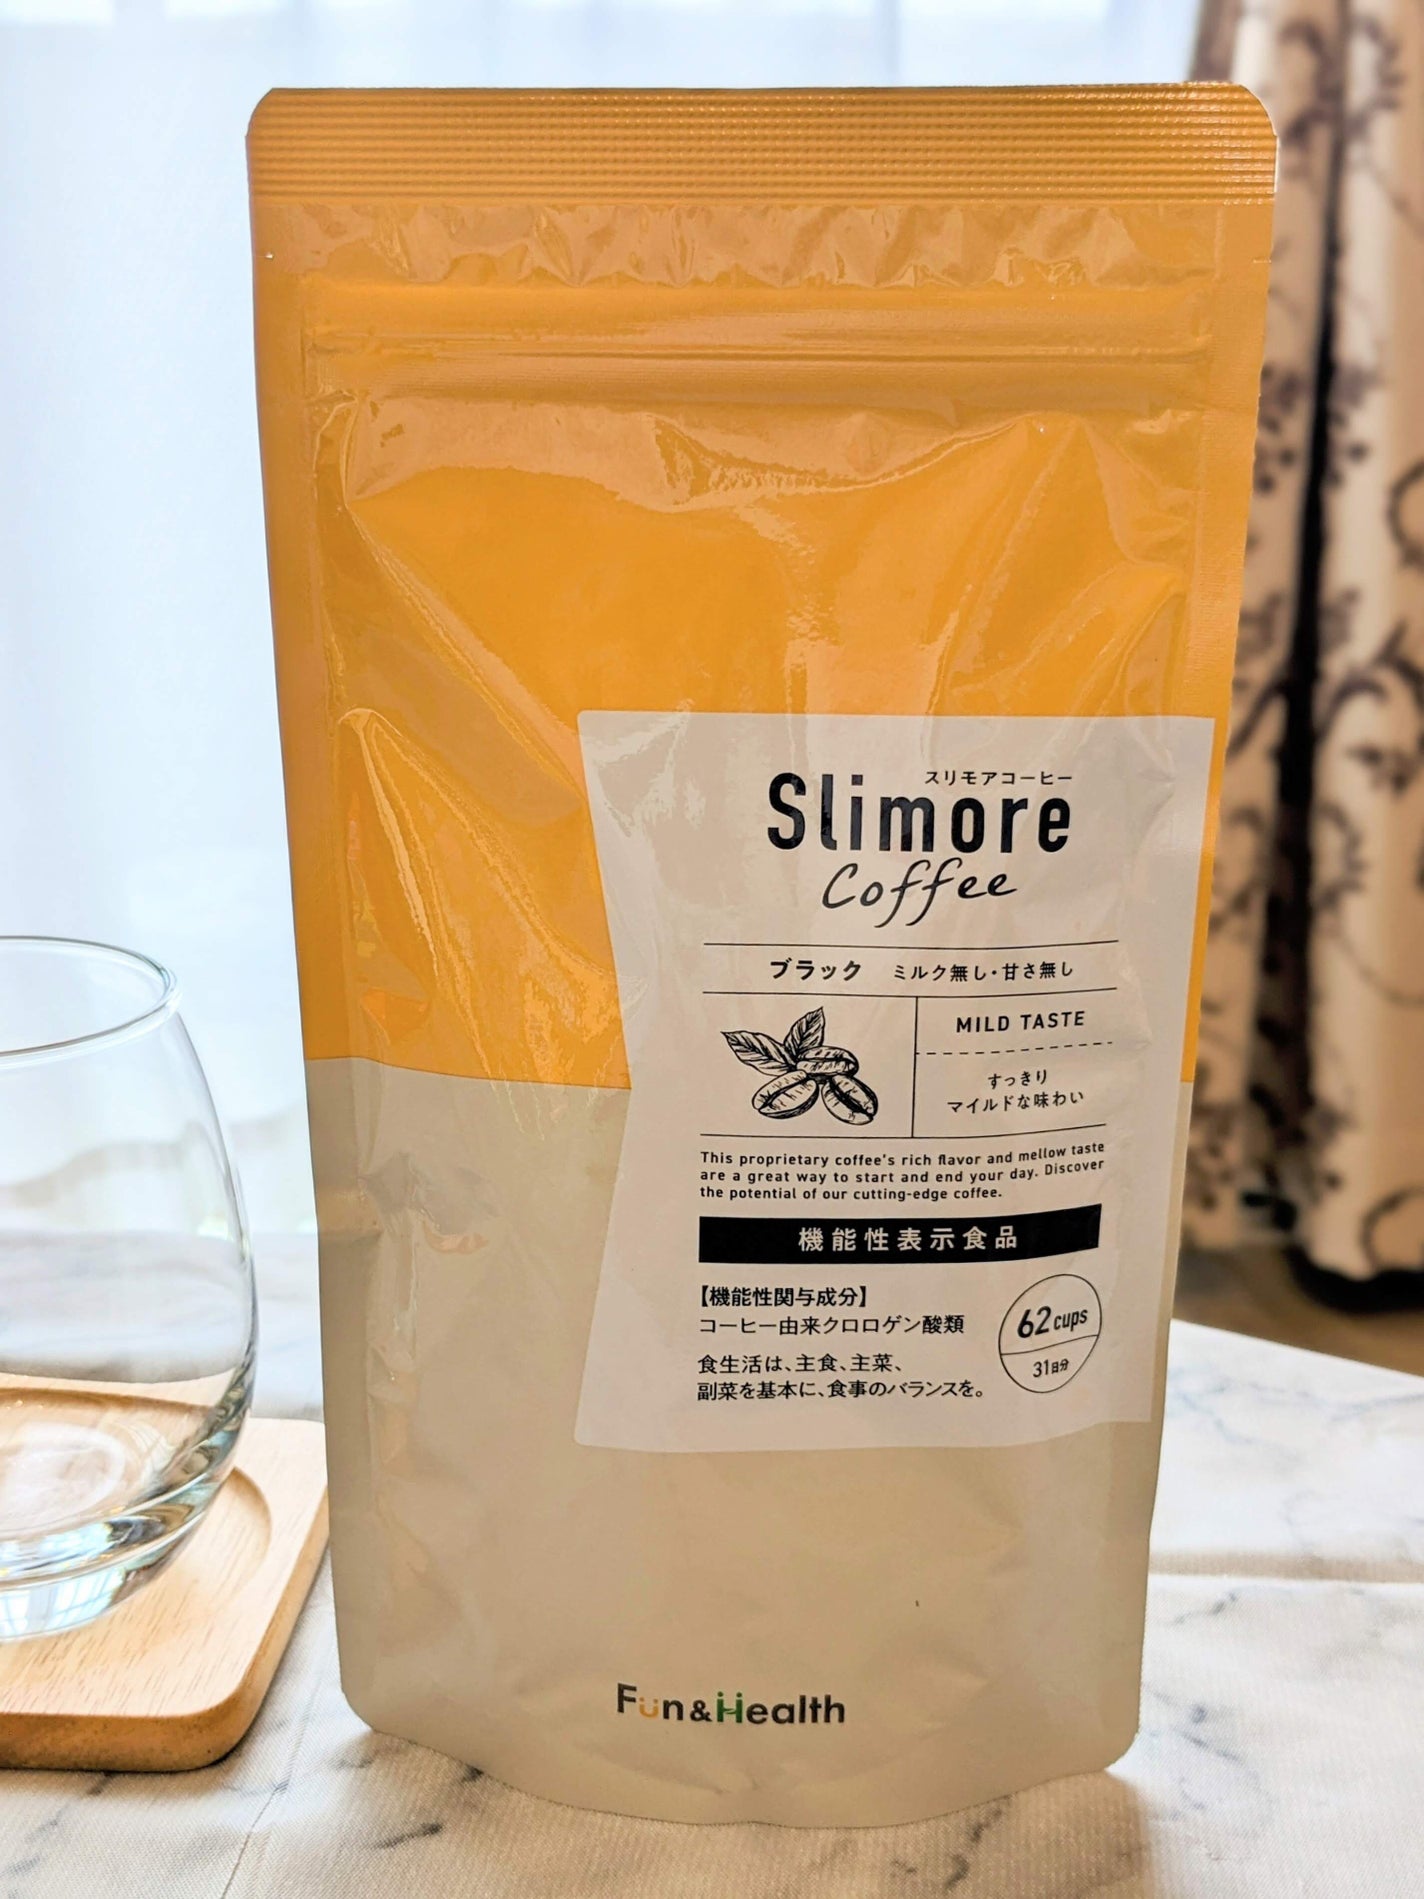 スリモアコーヒー
Slimore
Coffee
ブラック ミルク無し・甘さ無し
MILD TASTE
すっきり
マイルドな味わい
This proprietary coffee's rich flavor and mellow taste
are a great way to start and end your day. Discover
the potential of our cutting-edge coffee.
機能性表示食品
【機能性関与成分】
コーヒー由来クロロゲン酸類
食生活は、主食、主菜、
副菜を基本に、食事のバランスを。
62cups
31日分
Fun&Health